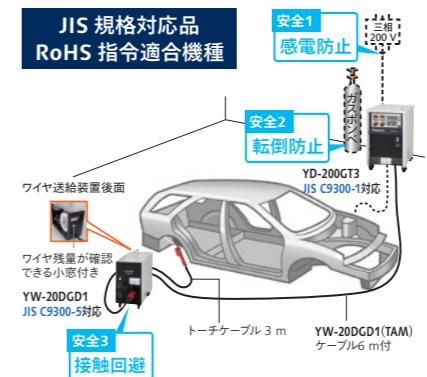 JIS 規格対応品
RoHS 指令適合機種
安全1
感電防止
三相
200 V
ガスボンベ
安全2
転倒防止
YD-200GT3
JIS C9300-1対応
ワイヤ送給装置後面
ワイヤ残量が確認
できる小窓付き
YW-20DGD1
JIS C9300-5対応
トーチケーブル 3 m
YW-20DGD1(TAM)
ケーブル6 m付
安全3
接触回避